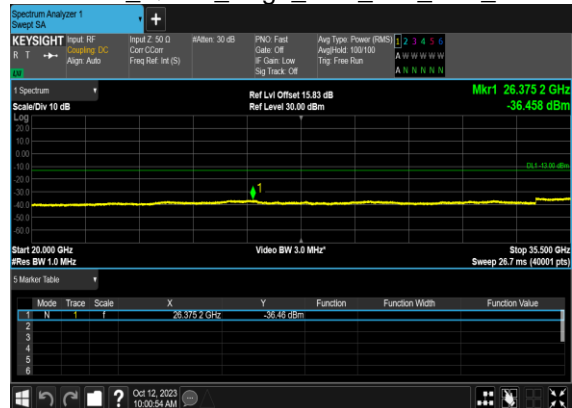 Spectrum Analyzer 1
Swept SA
KEYSIGHT
R T
Input: RF
Coupling: DC
Align: Auto
Input Z: 50 Ω
Corr CCorr
Freq Ref: Int (S)
#Atten: 30 dB
PNO: Fast
Gate: Off
IF Gain: Low
Sig Track: Off
Avg Type: Power (RMS)
Avg|Hold: 100/100
Trig: Free Run
1 2 3 4 5 6
A W W W W W
A N N N N N
1 Spectrum
Scale/Div 10 dB
Ref Lvl Offset 15.83 dB
Ref Level 30.00 dBm
Mkr1 26.375 2 GHz
-36.458 dBm
Log
20.0
10.0
0.00
-10.0
-20.0
-30.0
-40.0
-50.0
-60.0
DL1 -13.00 dBm
1
Start 20.000 GHz
#Res BW 1.0 MHz
Video BW 3.0 MHz*
Stop 35.500 GHz
Sweep 26.7 ms (40001 pts)
5 Marker Table
Mode Trace Scale X Y Function Function Width Function Value
1 N 1 f 26.375 2 GHz -36.46 dBm
2
3
4
5
6
? Oct 12, 2023
10:00:54 AM